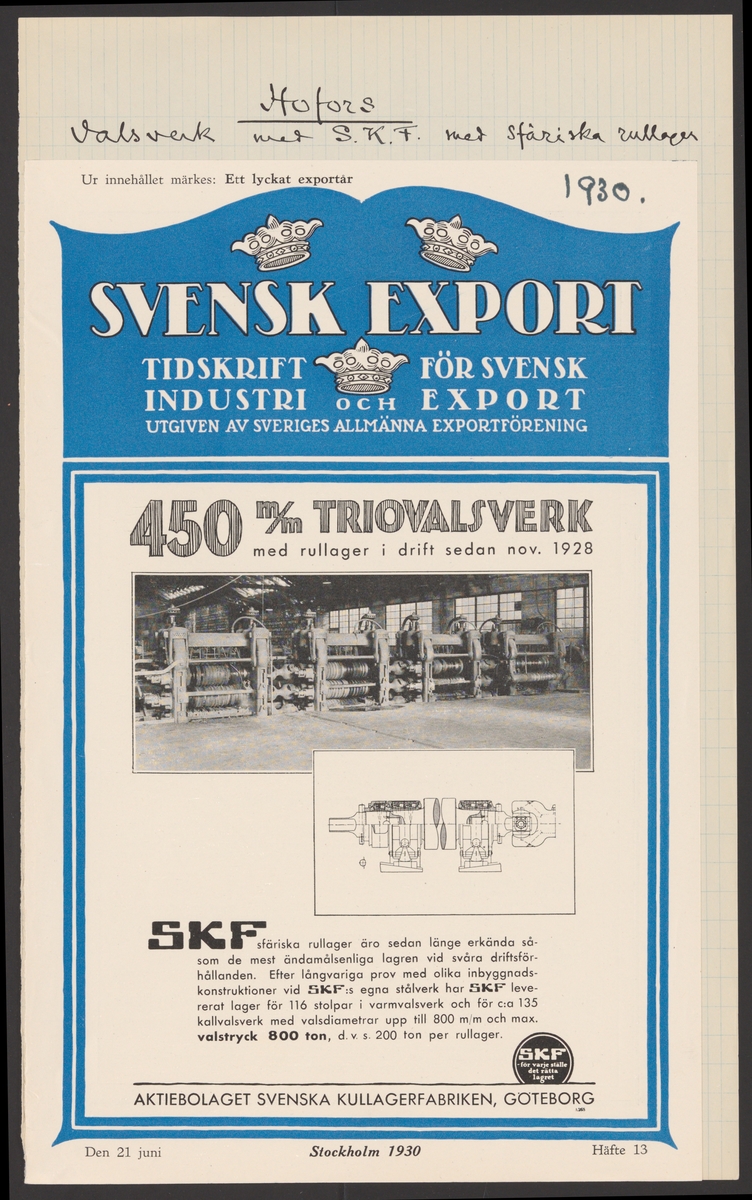 Hofors
Valsverk med S.K.F. med Sfäriska rullager
Ur innehållet märkes: Ett lyckat exportår
1930.
SVENSK EXPORT
TIDSKRIFT FÖR SVENSK
INDUSTRI OCH EXPORT
UTGIVEN AV SVERIGES ALLMÄNNA EXPORTFÖRENING
450 m/m TRIOVALSVERK
med rullager i drift sedan nov. 1928
SKF sfäriska rullager äro sedan länge erkända så-
som de mest ändamålsenliga lagren vid svåra driftsför-
hållanden. Efter långvariga prov med olika inbyggnads-
konstruktioner vid SKF:s egna stålverk har SKF leve-
rerat lager för 116 stolpar i varmvalsverk och för c:a 135
kallvalsverk med valsdiametrar upp till 800 m/m och max.
valstryck 800 ton, d.v.s. 200 ton per rullager.
SKF
-för varje ställe
det rätta
lagret
AKTIEBOLAGET SVENSKA KULLAGERFABRIKEN, GÖTEBORG
Den 21 juni Stockholm 1930 Häfte 13